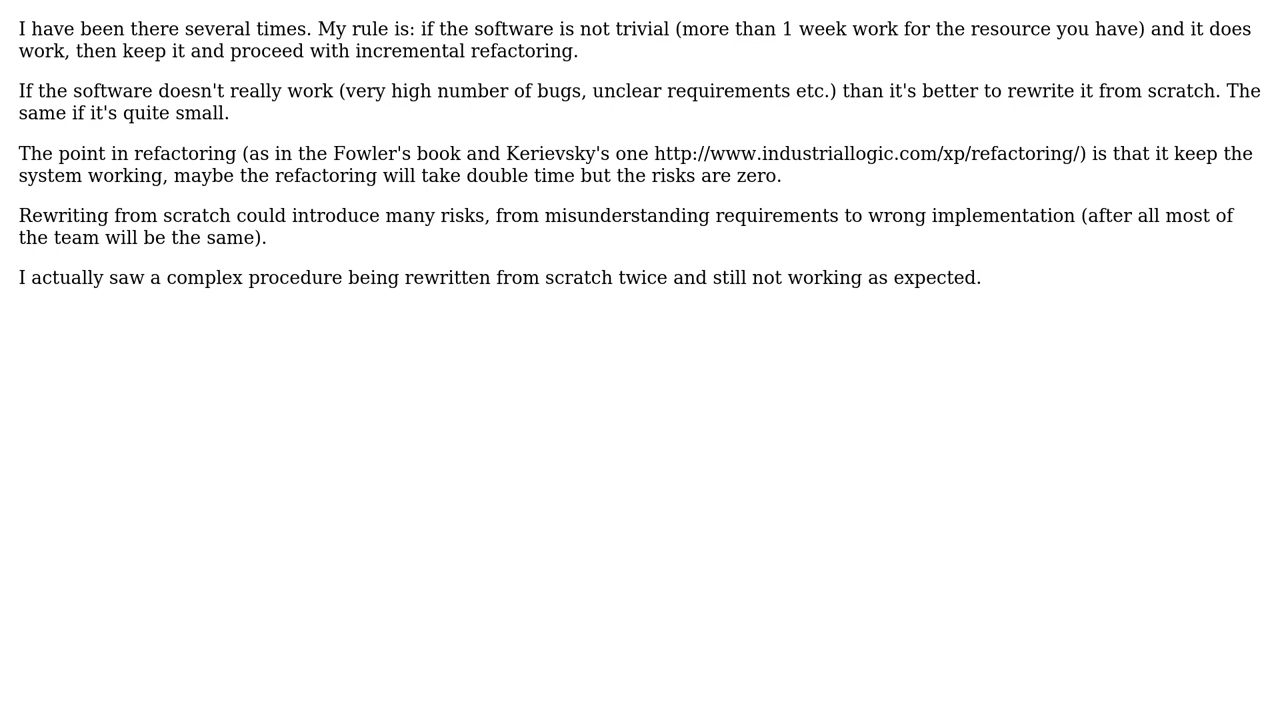 I have been there several times. My rule is: if the software is not trivial (more than 1 week work for the resource you have) and it does
work, then keep it and proceed with incremental refactoring.
If the software doesn't really work (very high number of bugs, unclear requirements etc.) than it's better to rewrite it from scratch. The
same if it's quite small.
The point in refactoring (as in the Fowler's book and Kerievsky's one http://www.industriallogic.com/xp/refactoring/) is that it keep the
system working, maybe the refactoring will take double time but the risks are zero.
Rewriting from scratch could introduce many risks, from misunderstanding requirements to wrong implementation (after all most of
the team will be the same).
I actually saw a complex procedure being rewritten from scratch twice and still not working as expected.